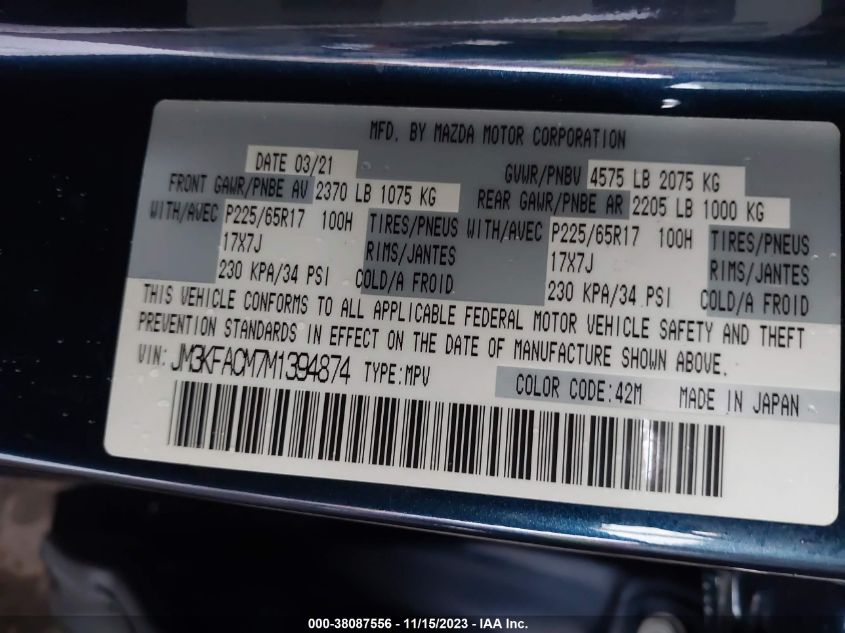 MFD. BY MAZDA MOTOR CORPORATION
DATE 03/21 GVWR/PNBV 4575 LB 2075 KG
FRONT GAWR/PNBE AV 2370 LB 1075 KG REAR GAWR/PNBE AR 2205 LB 1000 KG
WITH/AVEC P225/65R17 100H TIRES/PNEUS WITH/AVEC P225/65R17 100H TIRES/PNEUS
17X7J RIMS/JANTES 17X7J RIMS/JANTES
230 KPA/34 PSI COLD/A FROID 230 KPA/34 PSI COLD/A FROID
THIS VEHICLE CONFORMS TO ALL APPLICABLE FEDERAL MOTOR VEHICLE SAFETY AND THEFT
PREVENTION STANDARDS IN EFFECT ON THE DATE OF MANUFACTURE SHOWN ABOVE.
VIN: JM3KFACM7M1394874 TYPE:MPV COLOR CODE:42M MADE IN JAPAN
000-38087556 - 11/15/2023 - IAA Inc.